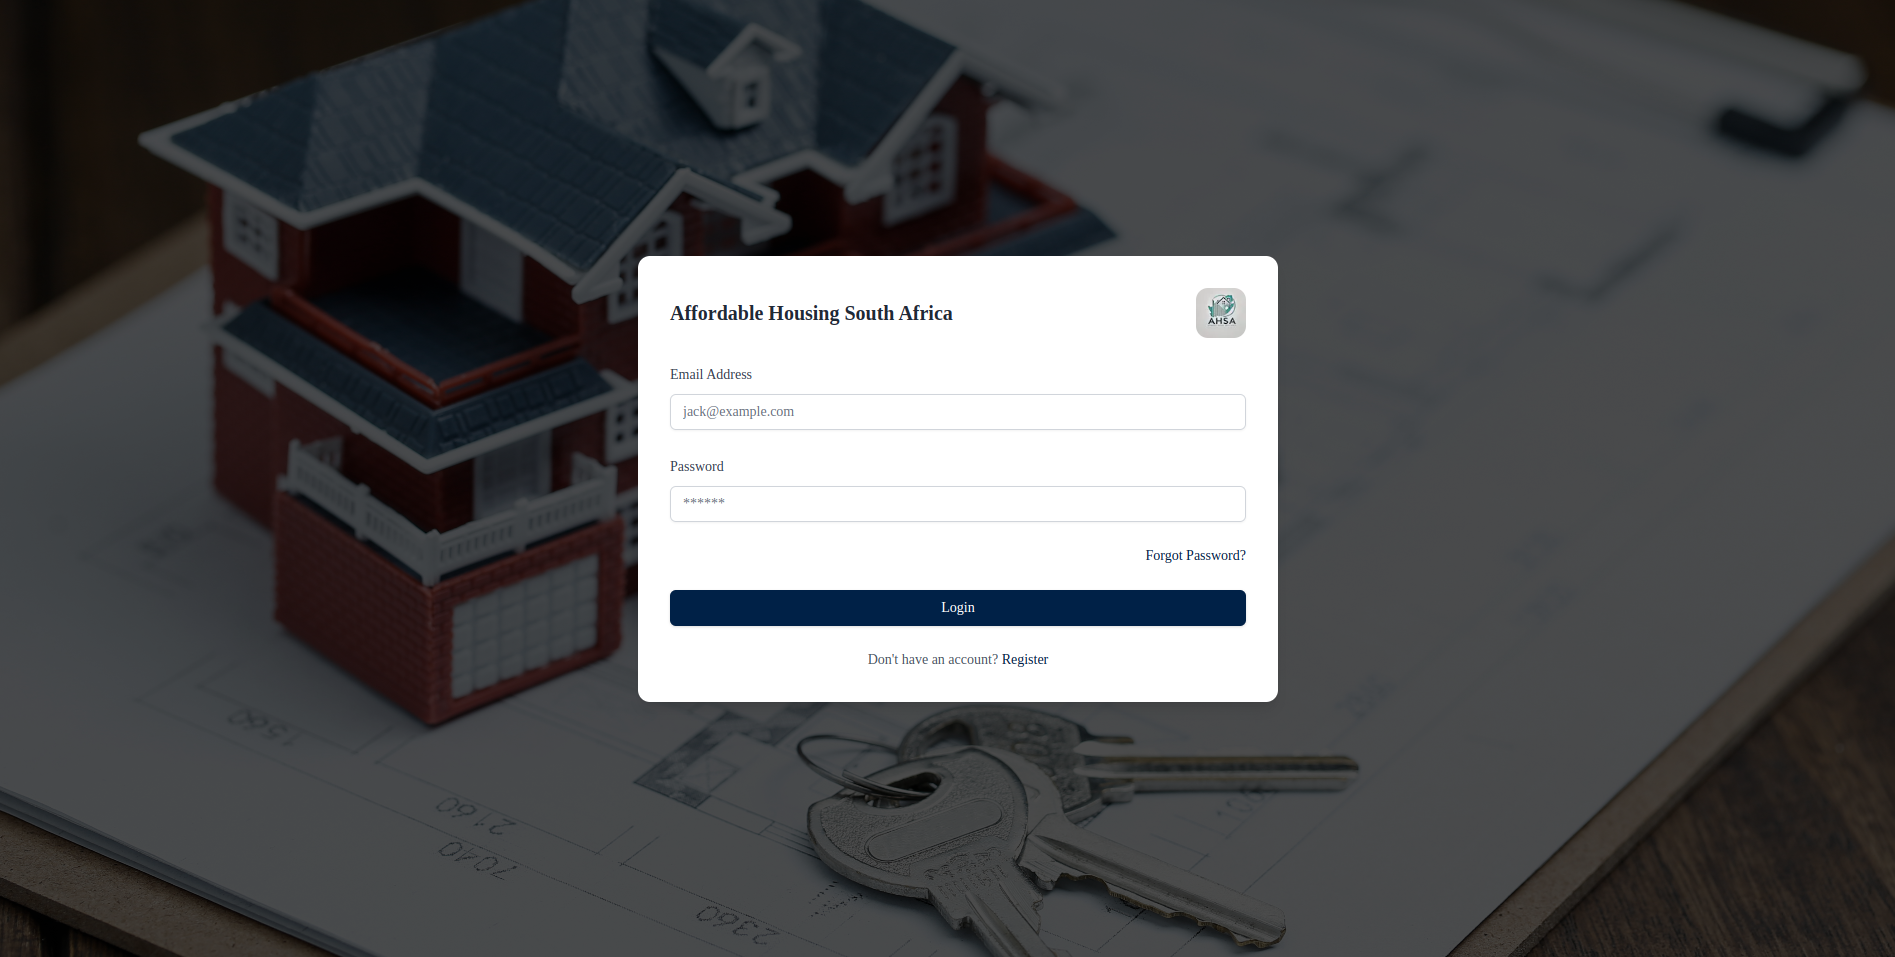 Affordable Housing South Africa
AHSA
Email Address
jack@example.com
Password
******
Forgot Password?
Login
Don't have an account? Register
1560
2160
7040
2360